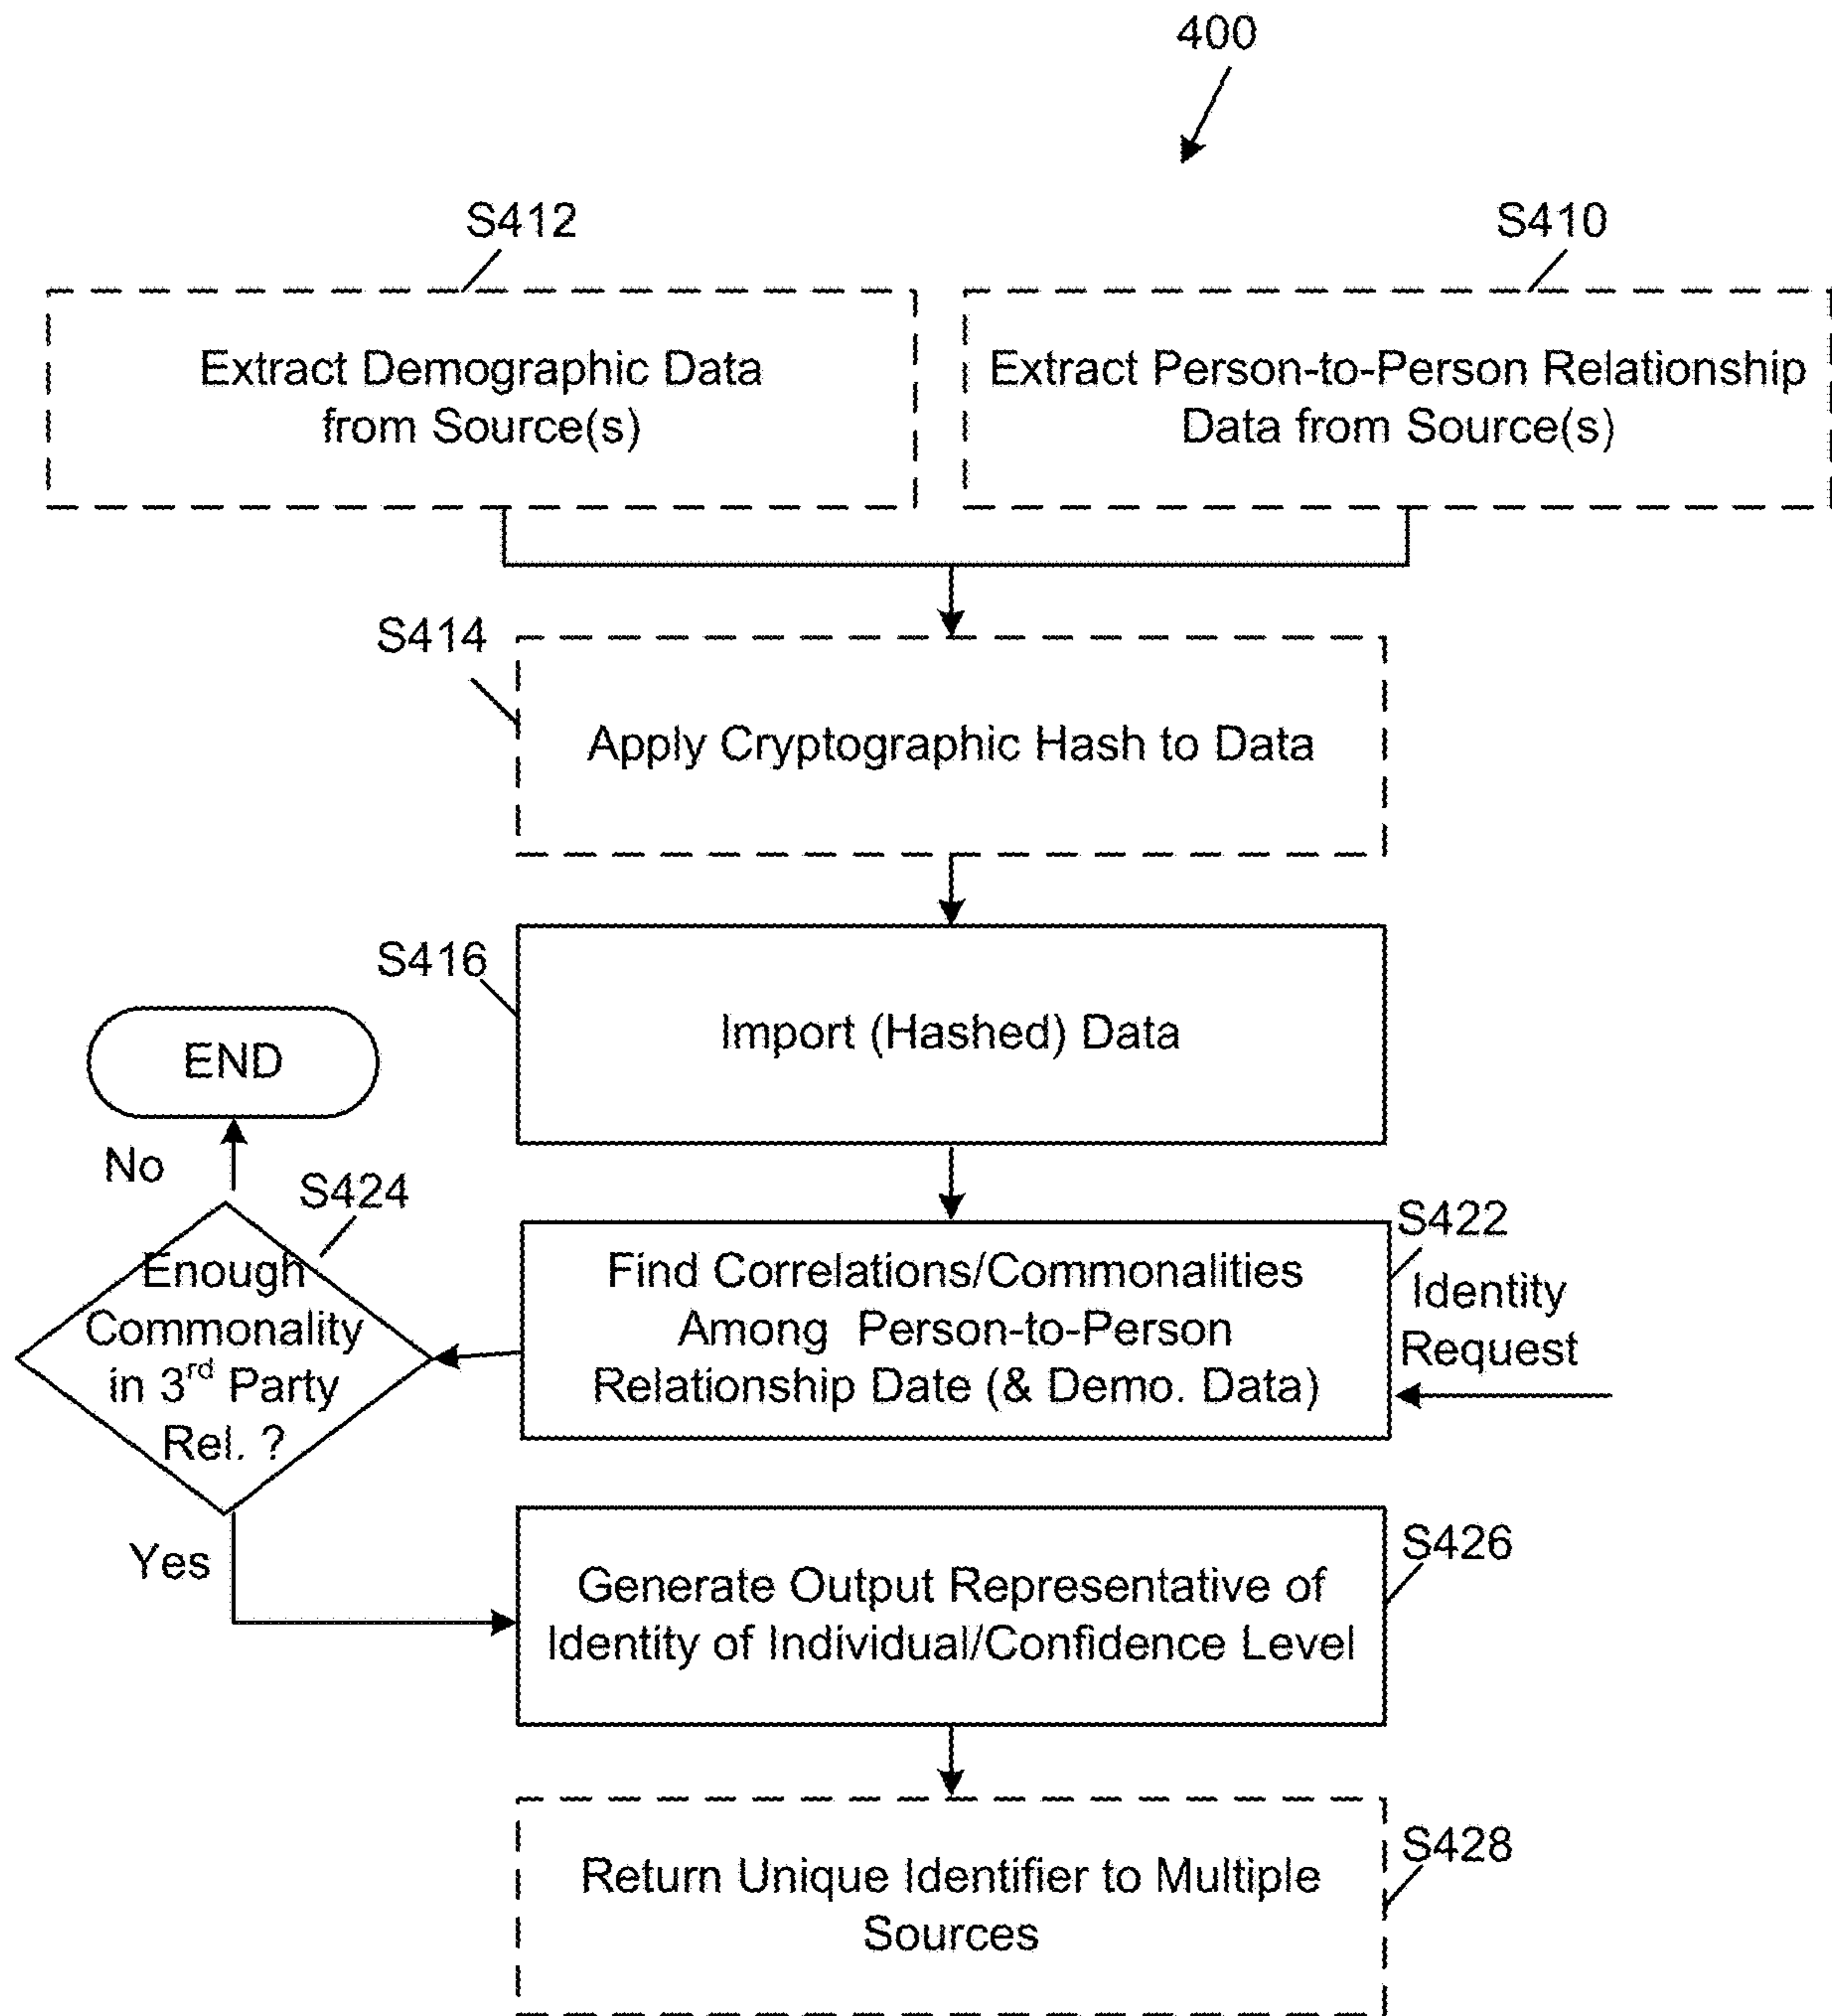 400
S412
S410
Extract Demographic Data
from Source(s)
Extract Person-to-Person Relationship
Data from Source(s)
S414
Apply Cryptographic Hash to Data
S416
Import (Hashed) Data
END
No
S424
Enough
Commonality
in 3rd Party
Rel. ?
S422
Find Correlations/Commonalities
Among Person-to-Person
Relationship Date (& Demo. Data)
Identity
Request
Yes
S426
Generate Output Representative of
Identity of Individual/Confidence Level
S428
Return Unique Identifier to Multiple
Sources